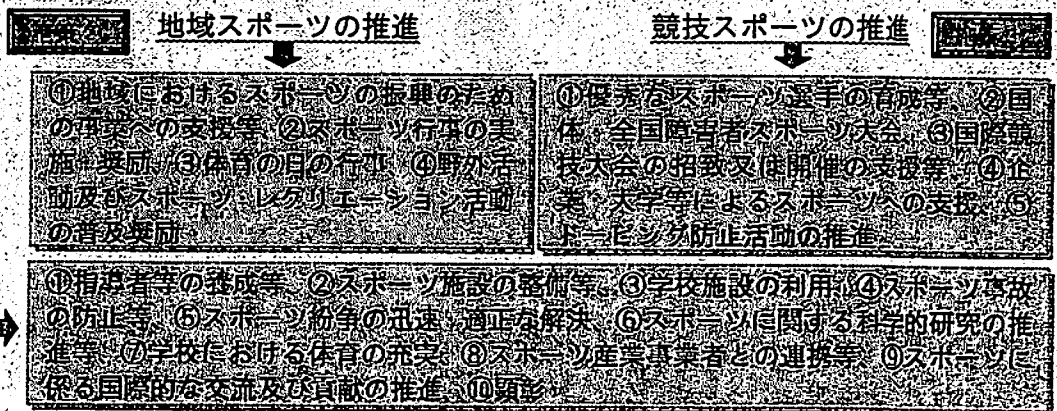 地域スポーツの推進
競技スポーツの推進
①地域におけるスポーツの振興のため
の事業への支援等、②スポーツ行事の実
施・奨励、③体育の日の行事、④野外活
動及びスポーツ・レクリエーション活動
の普及奨励
①優秀なスポーツ選手の育成等、②国
体、全国障害者スポーツ大会、③国際競
技大会の招致又は開催の支援等、④企
業、大学等によるスポーツへの支援、⑤
ドーピング防止活動の推進
①指導者等の養成等、②スポーツ施設の整備等、③学校施設の利用、④スポーツ事故
の防止等、⑤スポーツ紛争の迅速・適正な解決、⑥スポーツに関する科学的研究の推
進等、⑦学校における体育の充実、⑧スポーツ産業事業者との連携等、⑨スポーツに
係る国際的な交流及び貢献の推進、⑩顕彰